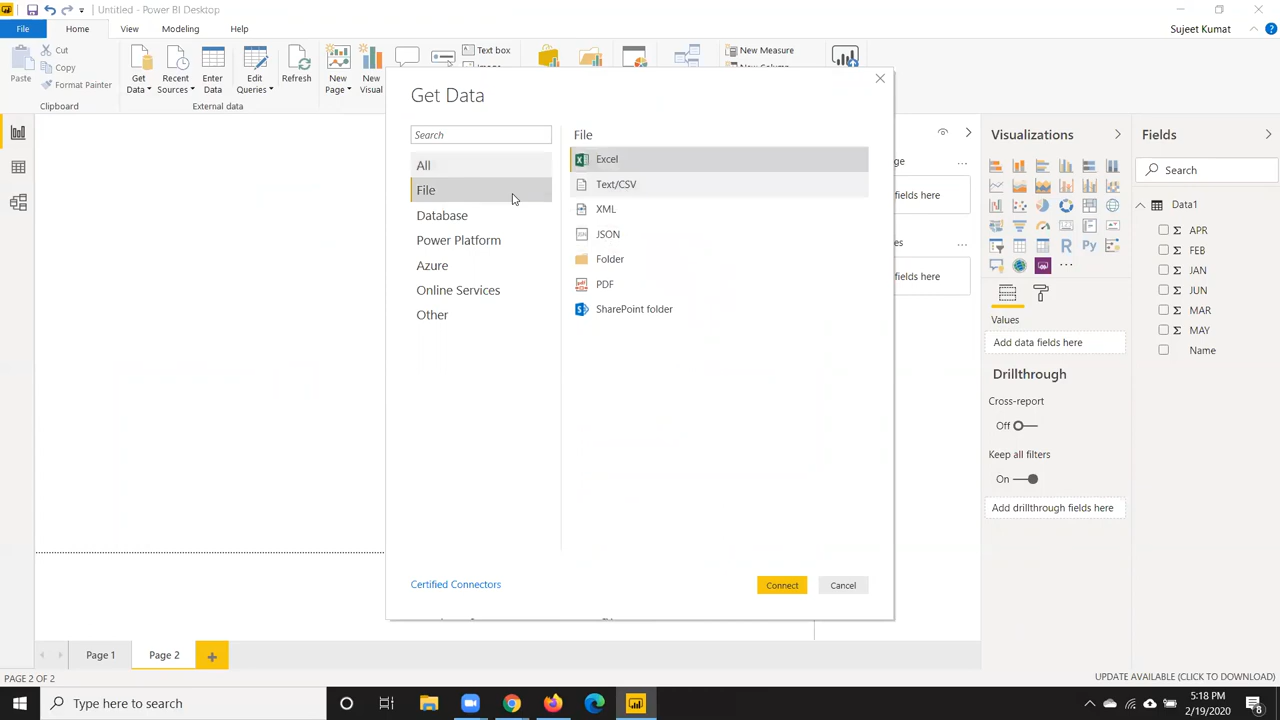 Untitled - Power BI Desktop
File
Home
View
Modeling
Help
Sujeet Kumat
Paste
Cut
Copy
Format Painter
Clipboard
Get
Data
Recent
Sources
Enter
Data
Edit
Queries
Refresh
External data
New
Page
New
Visual
Text box
New Measure
Get Data
Search
All
File
Database
Power Platform
Azure
Online Services
Other
File
Excel
Text/CSV
XML
JSON
Folder
PDF
SharePoint folder
Certified Connectors
Connect
Cancel
fields here
fields here
Visualizations
R
Py
Values
Add data fields here
Drillthrough
Cross-report
Off
Keep all filters
On
Add drillthrough fields here
Fields
Search
Data1
APR
FEB
JAN
JUN
MAR
MAY
Name
Page 1
Page 2
PAGE 2 OF 2
UPDATE AVAILABLE (CLICK TO DOWNLOAD)
Type here to search
5:18 PM
2/19/2020
8